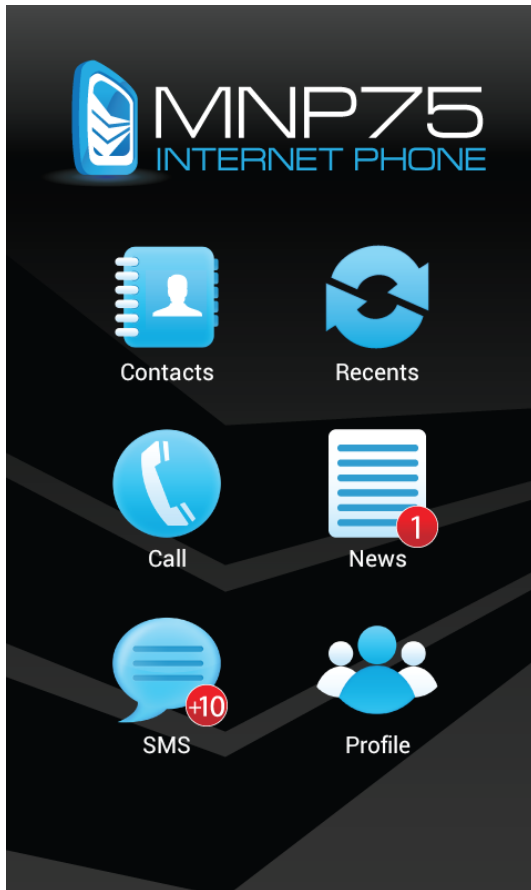 MNP75
INTERNET PHONE
Contacts
Recents
Call
1
News
+10
SMS
Profile